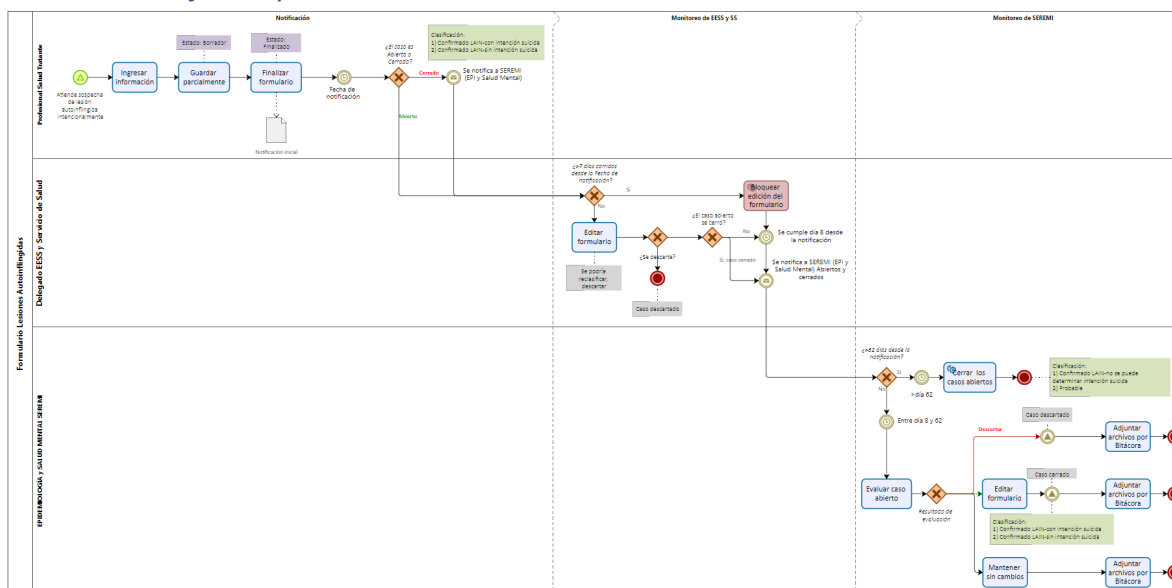 Notificación
Monitoreo de EESS y SS
Monitoreo de SEREMI
Formulario Lesiones Autoinflingidas
Profesional Salud Tratante
Atiende sospecha de lesión autoinflingida intencionalmente
Ingresar información
Estado: Borrador
Guardar parcialmente
Estado: Finalizado
Finalizar formulario
Notificación inicial
Fecha de notificación
¿El caso es Abierto o Cerrado?
Cerrado
Abierto
Clasificación:
1) Confirmado LAIN-con intención suicida
2) Confirmado LAIN-sin intención suicida
Se notifica a SEREMI
(EPI y Salud Mental)
Delegado EESS y Servicio de Salud
¿>7 días corridos desde la Fecha de notificación?
Sí
No
Bloquear edición del formulario
Editar formulario
Se podría reclasificar, descartar
¿Se descarta?
Caso descartado
¿El caso abierto se cerró?
No
Si, caso cerrado
Se cumple día 8 desde la notificación
Se notifica a SEREMI (EPI y Salud Mental) Abiertos y cerrados
EPIDEMIOLOGÍA y SALUD MENTAL SEREMI
¿>62 días desde la notificación?
Si
No
>día 62
Cerrar los casos abiertos
Clasificación:
1) Confirmado LAIN-no se puede determinar intención suicida
2) Probable
Entre día 8 y 62
Evaluar caso abierto
Resultado de evaluación
Descartar
Caso descartado
Adjuntar archivos por Bitácora
Editar formulario
Caso cerrado
Adjuntar archivos por Bitácora
Clasificación:
1) Confirmado LAIN-con intención suicida
2) Confirmado LAIN-sin intención suicida
Mantener sin cambios
Adjuntar archivos por Bitácora